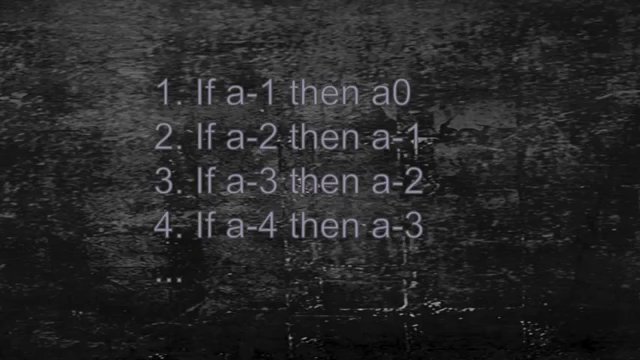 1. If a-1 then a0
2. If a-2 then a-1
3. If a-3 then a-2
4. If a-4 then a-3
...